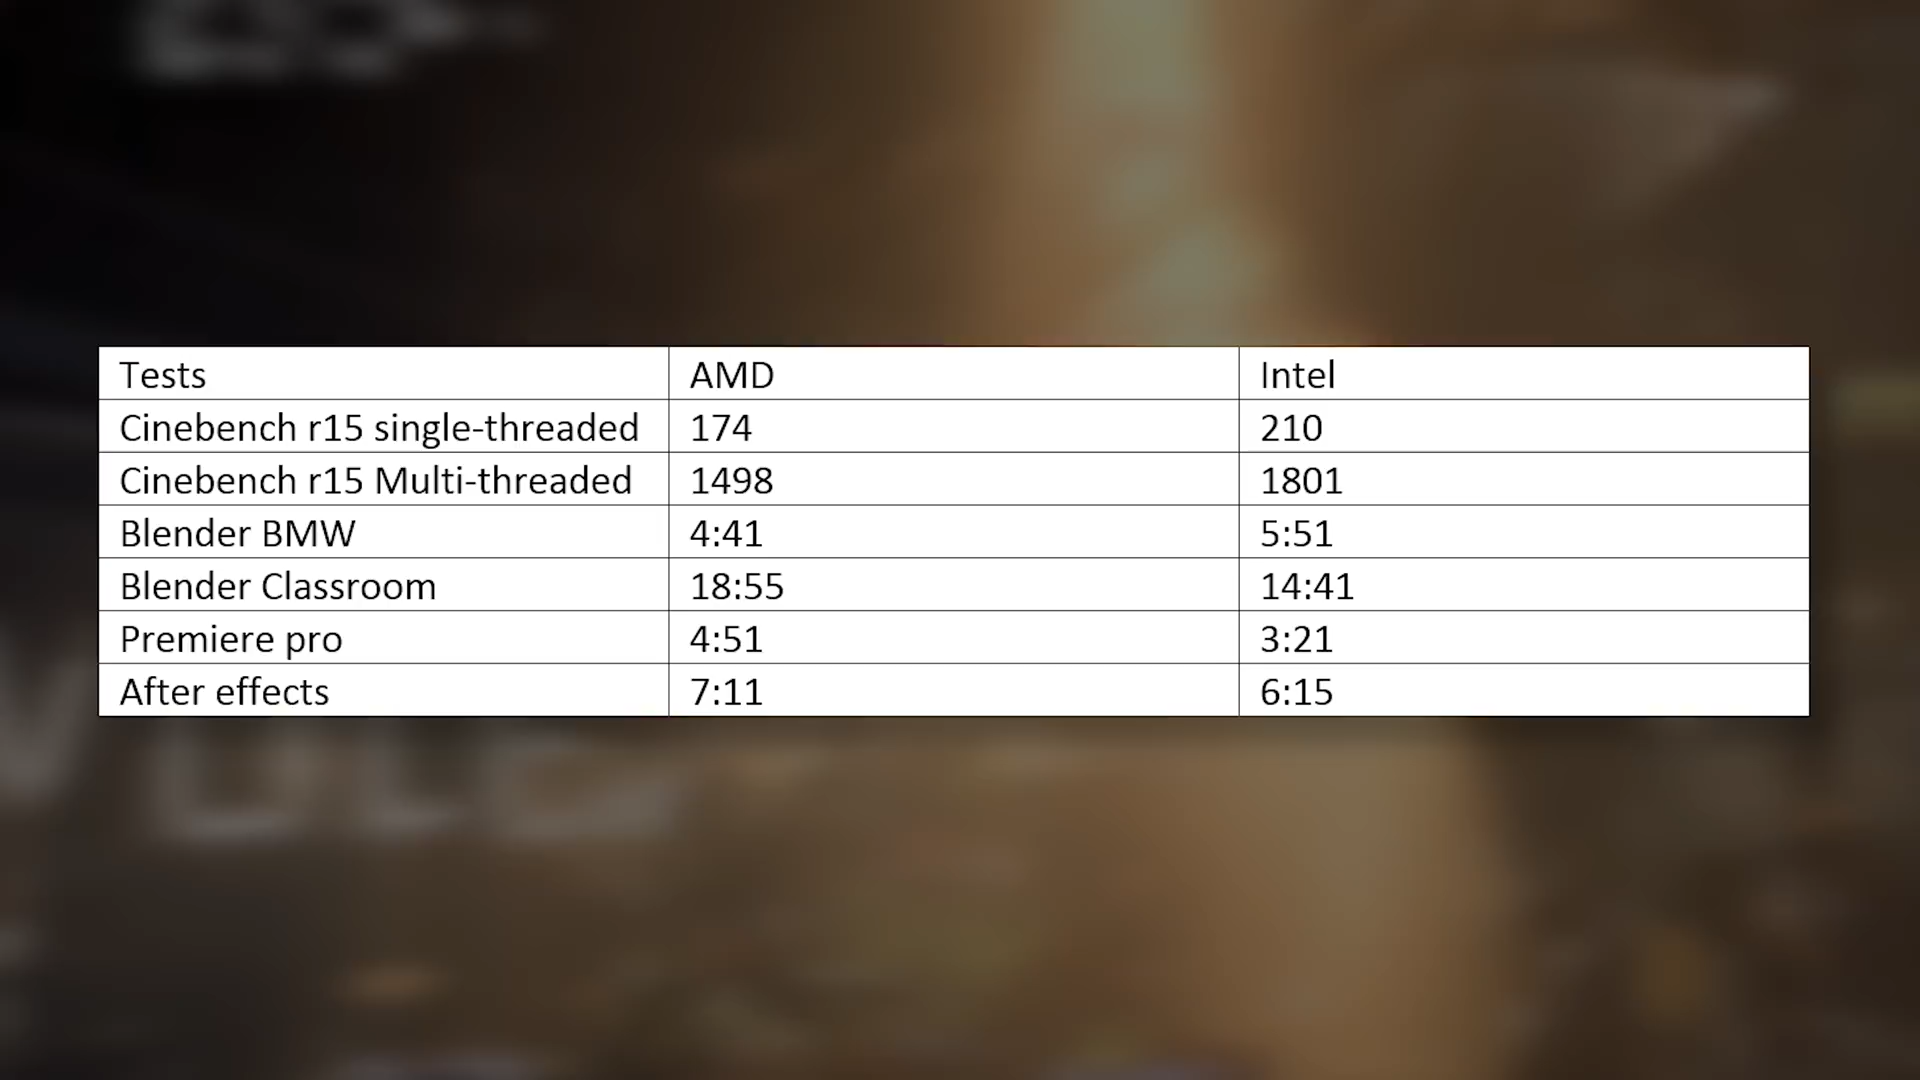 Tests AMD Intel
Cinebench r15 single-threaded 174 210
Cinebench r15 Multi-threaded 1498 1801
Blender BMW 4:41 5:51
Blender Classroom 18:55 14:41
Premiere pro 4:51 3:21
After effects 7:11 6:15